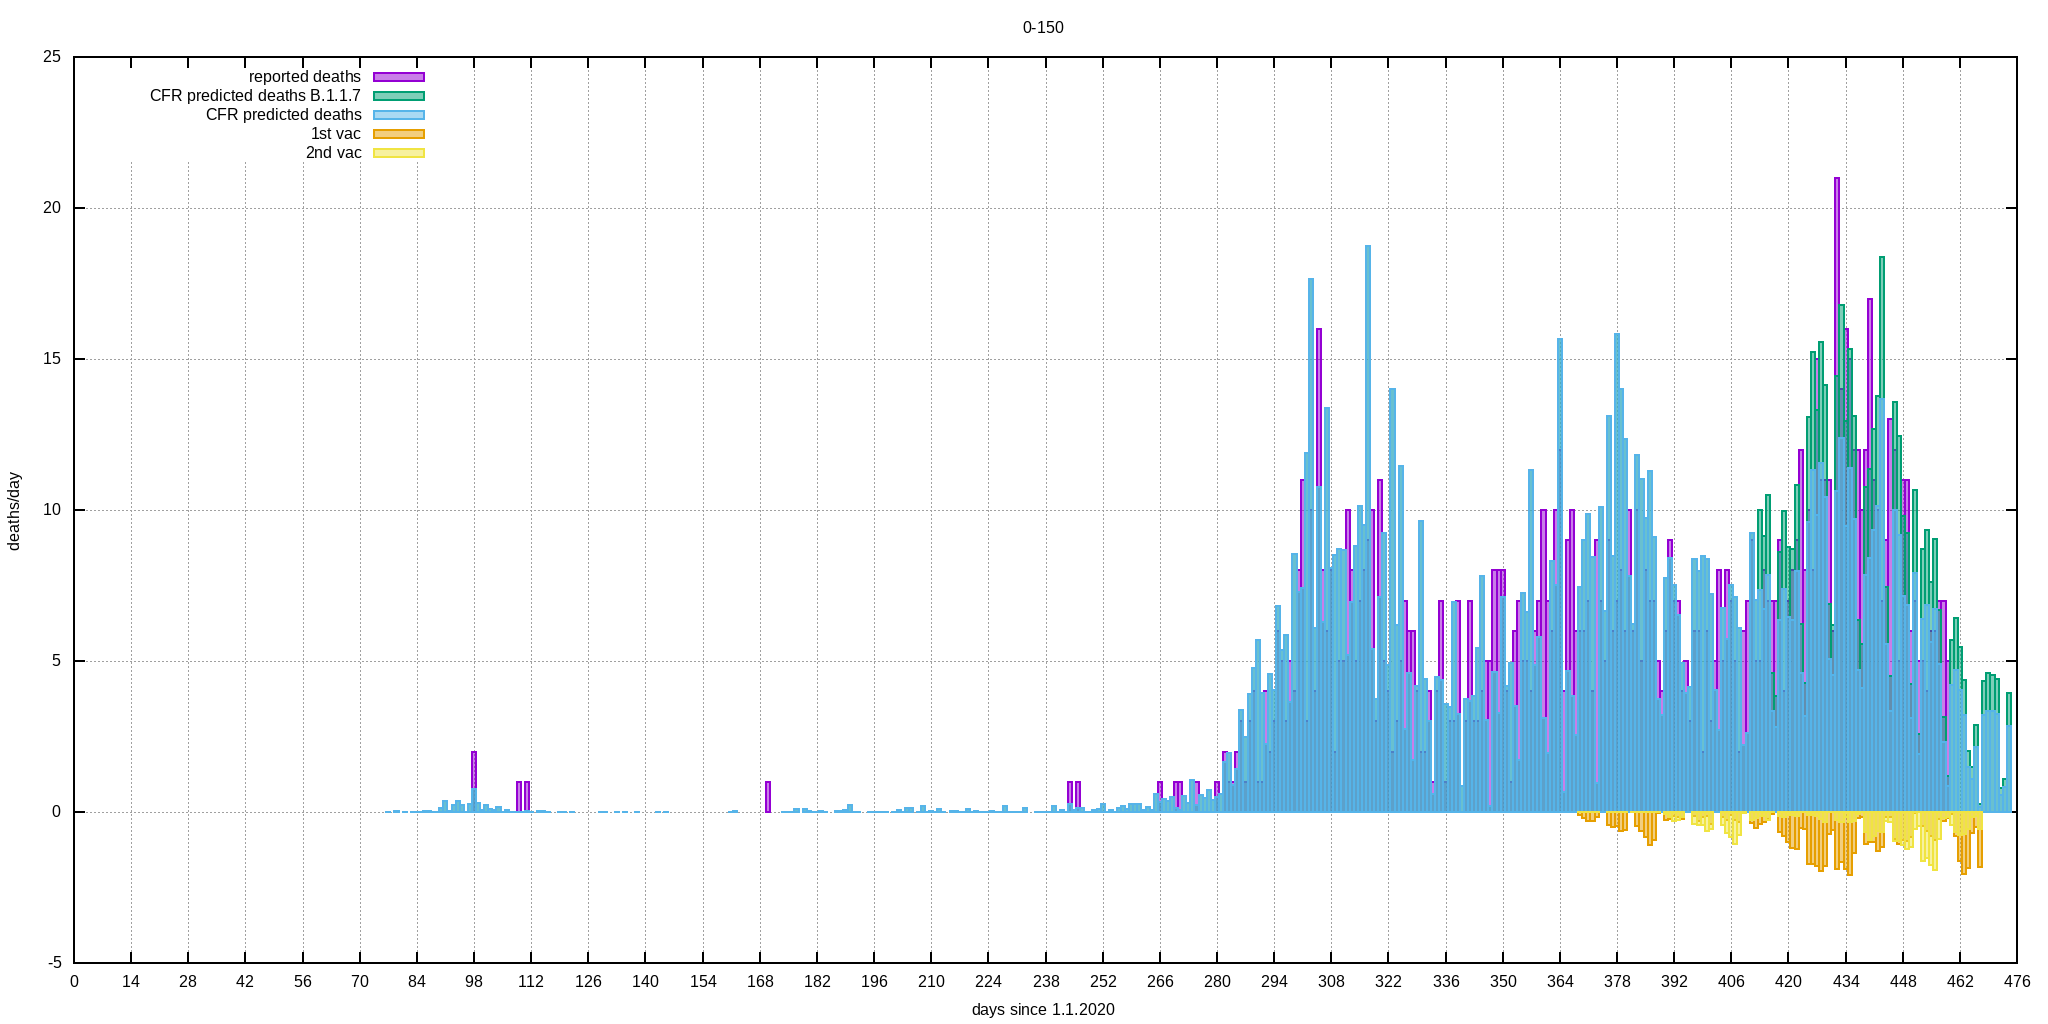 0-150
25
20
15
10
5
0
-5
deaths/day
reported deaths
CFR predicted deaths B.1.1.7
CFR predicted deaths
1st vac
2nd vac
0 14 28 42 56 70 84 98 112 126 140 154 168 182 196 210 224 238 252 266 280 294 308 322 336 350 364 378 392 406 420 434 448 462 476
days since 1.1.2020